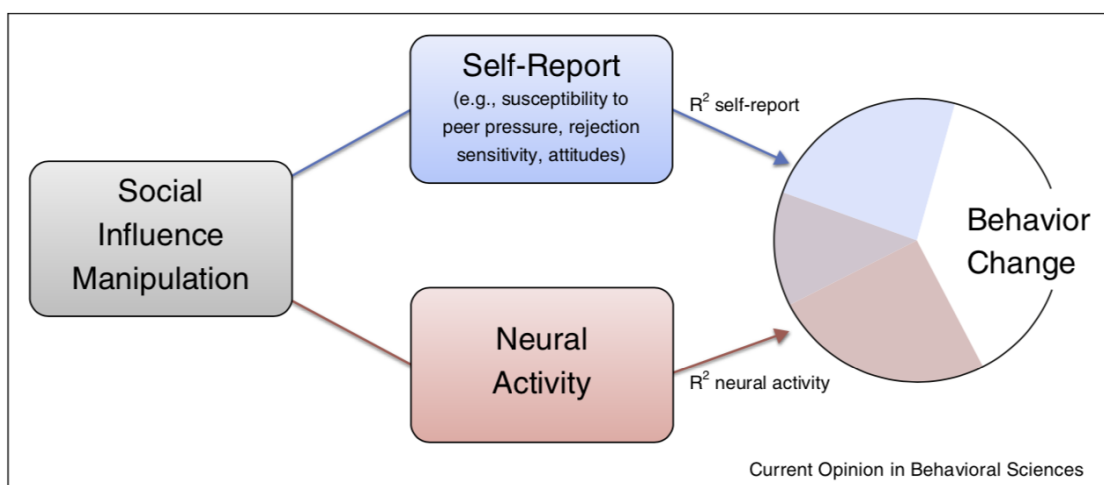 Social
Influence
Manipulation
Self-Report
(e.g., susceptibility to
peer pressure, rejection
sensitivity, attitudes)
Neural
Activity
R² self-report
R² neural activity
Behavior
Change
Current Opinion in Behavioral Sciences